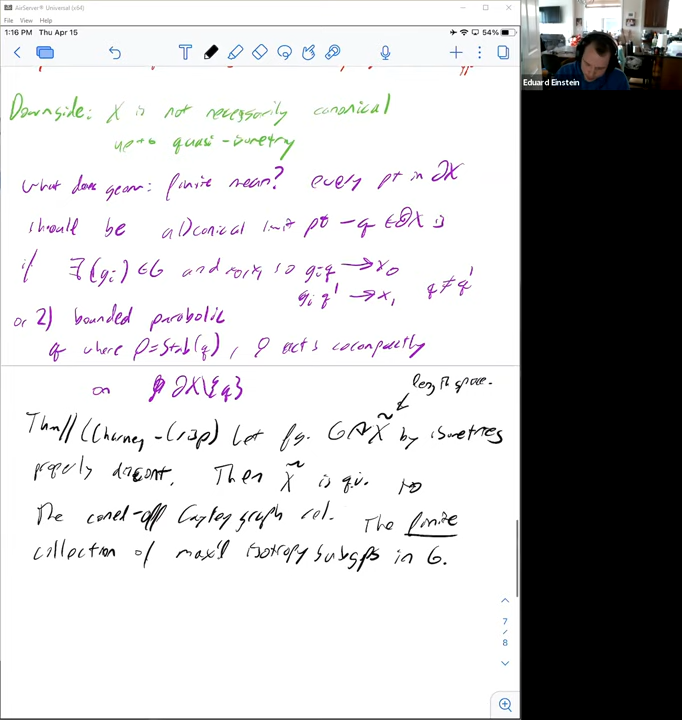 AirServer® Universal (x64)
File View Help
1:16 PM Thu Apr 15
54%
Eduard Einstein
Downside: X is not necessarily canonical
up to quasi-isometry
What does geom. finite mean? every pt in ∂X
should be a 1) conical limit pt - q ∈ ∂X is
if ∃ (gᵢ) ∈ G and x₀, x₁ so gᵢq → x₀
gᵢq' → x₁ q ≠ q'
or 2) bounded parabolic
q where P = Stab(q), P acts cocompactly
on ∂X\{q}
length space.
Thm// (Charney-Crisp) Let f.g. G ↷ X̃ by isometries
properly discont. Then X̃ is q.i. to
the coned-off Cayley graph rel. the finite
collection of max'l isotropy subgps in G.
7
/
8